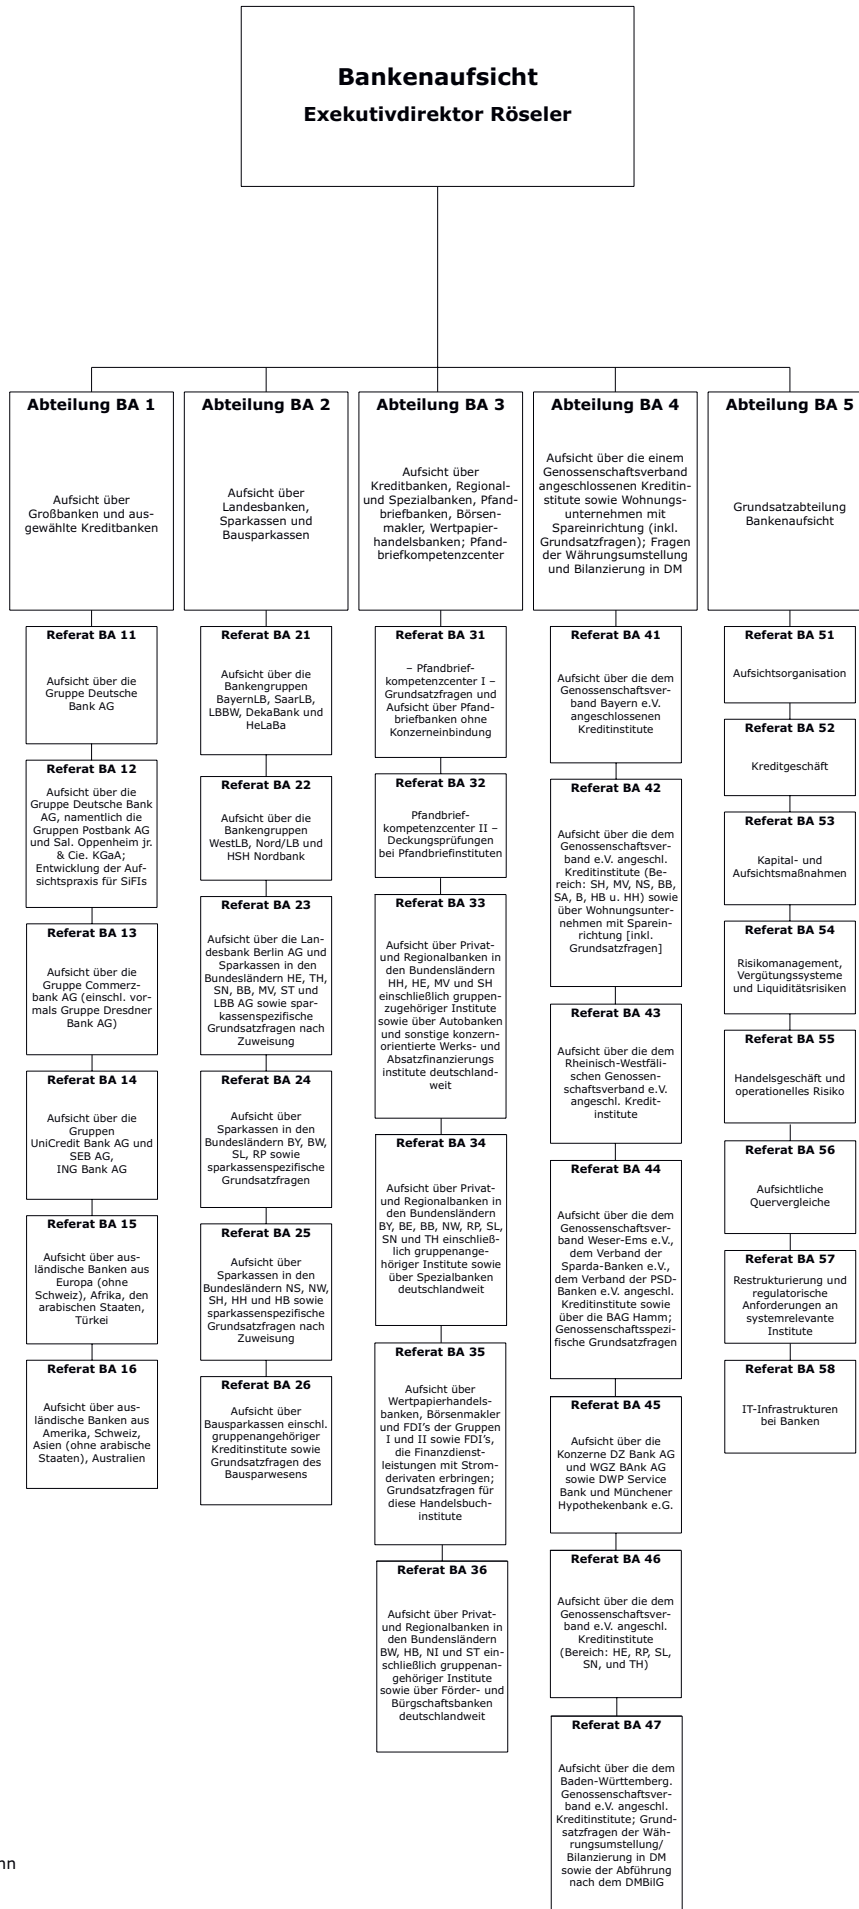 Bankenaufsicht
Exekutivdirektor Röseler
Abteilung BA 1
Aufsicht über
Großbanken und aus-
gewählte Kreditbanken
Referat BA 11
Aufsicht über die
Gruppe Deutsche
Bank AG
Referat BA 12
Aufsicht über die
Gruppe Deutsche Bank
AG, namentlich die
Gruppen Postbank AG
und Sal. Oppenheim jr.
& Cie. KGaA;
Entwicklung der Auf-
sichtspraxis für SiFIs
Referat BA 13
Aufsicht über die
Gruppe Commerz-
bank AG (einschl. vor-
mals Gruppe Dresdner
Bank AG)
Referat BA 14
Aufsicht über die
Gruppen
UniCredit Bank AG und
SEB AG,
ING Bank AG
Referat BA 15
Aufsicht über aus-
ländische Banken aus
Europa (ohne
Schweiz), Afrika, den
arabischen Staaten,
Türkei
Referat BA 16
Aufsicht über aus-
ländische Banken aus
Amerika, Schweiz,
Asien (ohne arabische
Staaten), Australien
Abteilung BA 2
Aufsicht über
Landesbanken,
Sparkassen und
Bausparkassen
Referat BA 21
Aufsicht über die
Bankengruppen
BayernLB, SaarLB,
LBBW, DekaBank und
HeLaBa
Referat BA 22
Aufsicht über die
Bankengruppen
WestLB, Nord/LB und
HSH Nordbank
Referat BA 23
Aufsicht über die Lan-
desbank Berlin AG und
Sparkassen in den
Bundesländern HE, TH,
SN, BB, MV, ST und
LBB AG sowie spar-
kassenspezifische
Grundsatzfragen nach
Zuweisung
Referat BA 24
Aufsicht über
Sparkassen in den
Bundesländern BY, BW,
SL, RP sowie
sparkassenspezifische
Grundsatzfragen
Referat BA 25
Aufsicht über
Sparkassen in den
Bundesländern NS, NW,
SH, HH und HB sowie
sparkassenspezifische
Grundsatzfragen nach
Zuweisung
Referat BA 26
Aufsicht über
Bausparkassen einschl.
gruppenangehöriger
Kreditinstitute sowie
Grundsatzfragen des
Bausparwesens
Abteilung BA 3
Aufsicht über
Kreditbanken, Regional-
und Spezialbanken, Pfand-
briefbanken, Börsen-
makler, Wertpapier-
handelsbanken; Pfand-
briefkompetenzcenter
Referat BA 31
– Pfandbrief-
kompetenzcenter I –
Grundsatzfragen und
Aufsicht über Pfand-
briefbanken ohne
Konzerneinbindung
Referat BA 32
Pfandbrief-
kompetenzcenter II –
Deckungsprüfungen
bei Pfandbriefinstituten
Referat BA 33
Aufsicht über Privat-
und Regionalbanken in
den Bundensländern
HH, HE, MV und SH
einschließlich gruppen-
zugehöriger Institute
sowie über Autobanken
und sonstige konzern-
orientierte Werks- und
Absatzfinanzierungs
institute deutschland-
weit
Referat BA 34
Aufsicht über Privat-
und Regionalbanken in
den Bundensländern
BY, BE, BB, NW, RP, SL,
SN und TH einschließ-
lich gruppenange-
höriger Institute sowie
über Spezialbanken
deutschlandweit
Referat BA 35
Aufsicht über
Wertpapierhandels-
banken, Börsenmakler
und FDI's der Gruppen
I und II sowie FDI's,
die Finanzdienst-
leistungen mit Strom-
derivaten erbringen;
Grundsatzfragen für
diese Handelsbuch-
institute
Referat BA 36
Aufsicht über Privat-
und Regionalbanken in
den Bundensländern
BW, HB, NI und ST ein-
schließlich gruppenan-
gehöriger Institute
sowie über Förder- und
Bürgschaftsbanken
deutschlandweit
Abteilung BA 4
Aufsicht über die einem
Genossenschaftsverband
angeschlossenen Kreditin-
stitute sowie Wohnungs-
unternehmen mit
Spareinrichtung (inkl.
Grundsatzfragen); Fragen
der Währungsumstellung
und Bilanzierung in DM
Referat BA 41
Aufsicht über die dem
Genossenschaftsver-
band Bayern e.V.
angeschlossenen
Kreditinstitute
Referat BA 42
Aufsicht über die dem
Genossenschaftsver-
band e.V. angeschl.
Kreditinstitute (Be-
reich: SH, MV, NS, BB,
SA, B, HB u. HH) sowie
über Wohnungsunter-
nehmen mit Sparein-
richtung [inkl.
Grundsatzfragen]
Referat BA 43
Aufsicht über die dem
Rheinisch-Westfäli-
schen Genossen-
schaftsverband e.V.
angeschl. Kredit-
institute
Referat BA 44
Aufsicht über die dem
Genossenschaftsver-
band Weser-Ems e.V.,
dem Verband der
Sparda-Banken e.V.,
dem Verband der PSD-
Banken e.V. angeschl.
Kreditinstitute sowie
über die BAG Hamm;
Genossenschaftsspezi-
fische Grundsatzfragen
Referat BA 45
Aufsicht über die
Konzerne DZ Bank AG
und WGZ BAnk AG
sowie DWP Service
Bank und Münchener
Hypothekenbank e.G.
Referat BA 46
Aufsicht über die dem
Genossenschaftsver-
band e.V. angeschl.
Kreditinstitute
(Bereich: HE, RP, SL,
SN, und TH)
Referat BA 47
Aufsicht über die dem
Baden-Württemberg.
Genossenschaftsver-
band e.V. angeschl.
Kreditinstitute; Grund-
satzfragen der Wäh-
rungsumstellung/
Bilanzierung in DM
sowie der Abführung
nach dem DMBilG
Abteilung BA 5
Grundsatzabteilung
Bankenaufsicht
Referat BA 51
Aufsichtsorganisation
Referat BA 52
Kreditgeschäft
Referat BA 53
Kapital- und
Aufsichtsmaßnahmen
Referat BA 54
Risikomanagement,
Vergütungssysteme
und Liquiditätsrisiken
Referat BA 55
Handelsgeschäft und
operationelles Risiko
Referat BA 56
Aufsichtliche
Quervergleiche
Referat BA 57
Restrukturierung und
regulatorische
Anforderungen an
systemrelevante
Institute
Referat BA 58
IT-Infrastrukturen
bei Banken
nn